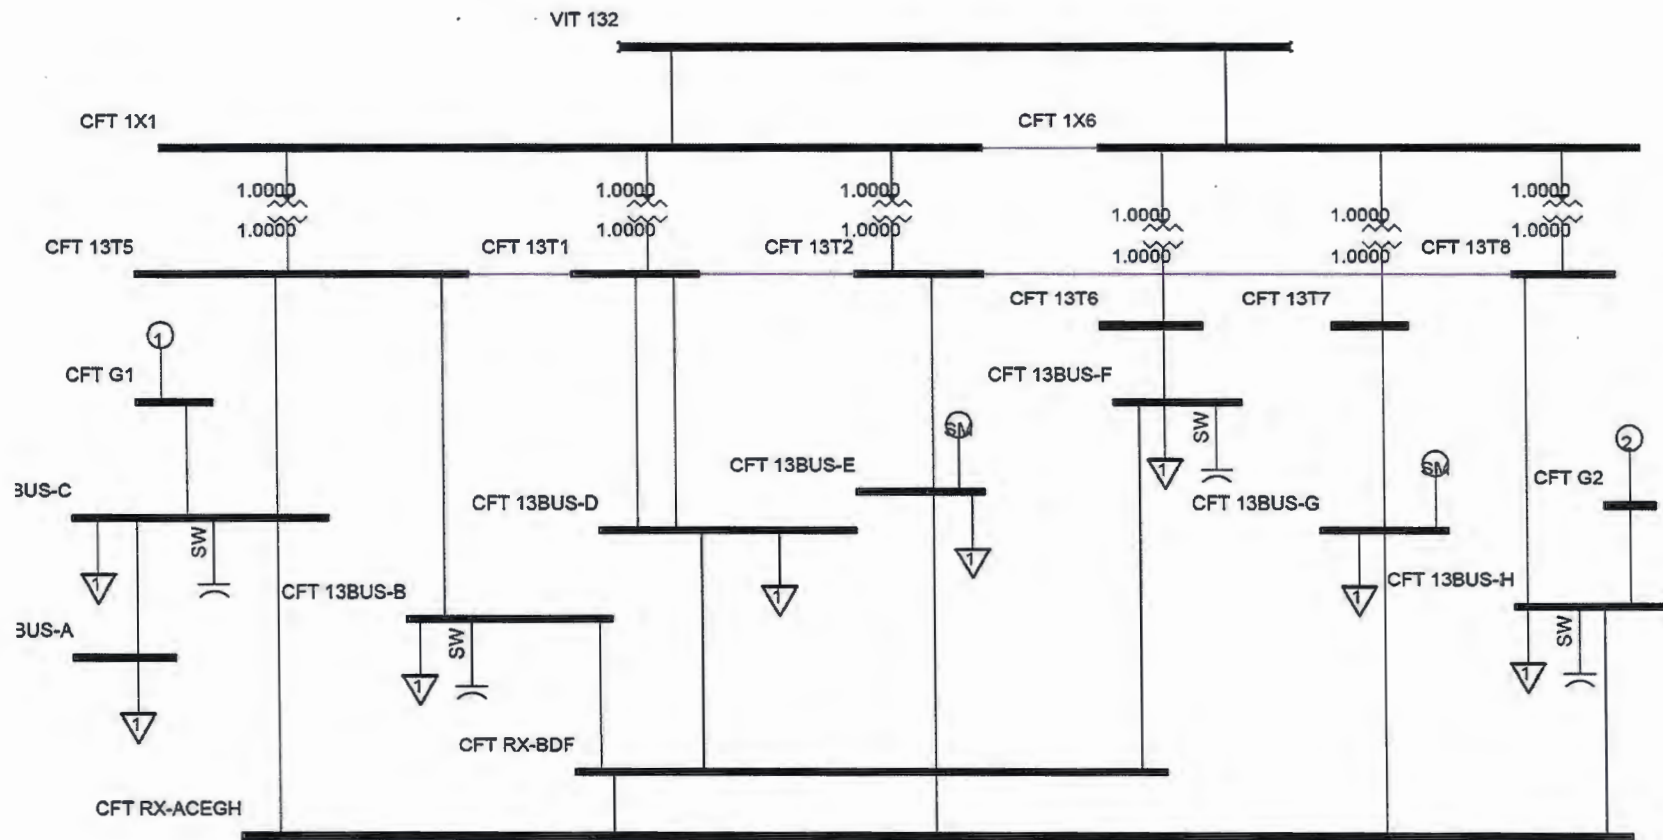 VIT 132
CFT 1X1
CFT 1X6
1.0000
1.0000
1.0000
1.0000
1.0000
1.0000
1.0000
1.0000
1.0000
1.0000
1.0000
1.0000
CFT 13T5
CFT 13T1
CFT 13T2
CFT 13T8
CFT 13T6
CFT 13T7
1
CFT G1
CFT 13BUS-F
SW
SM
1
CFT 13BUS-E
SM
2
CFT G2
BUS-C
CFT 13BUS-D
CFT 13BUS-G
SW
1
1
1
1
CFT 13BUS-B
CFT 13BUS-H
BUS-A
SW
SW
1
1
1
CFT RX-BDF
CFT RX-ACEGH